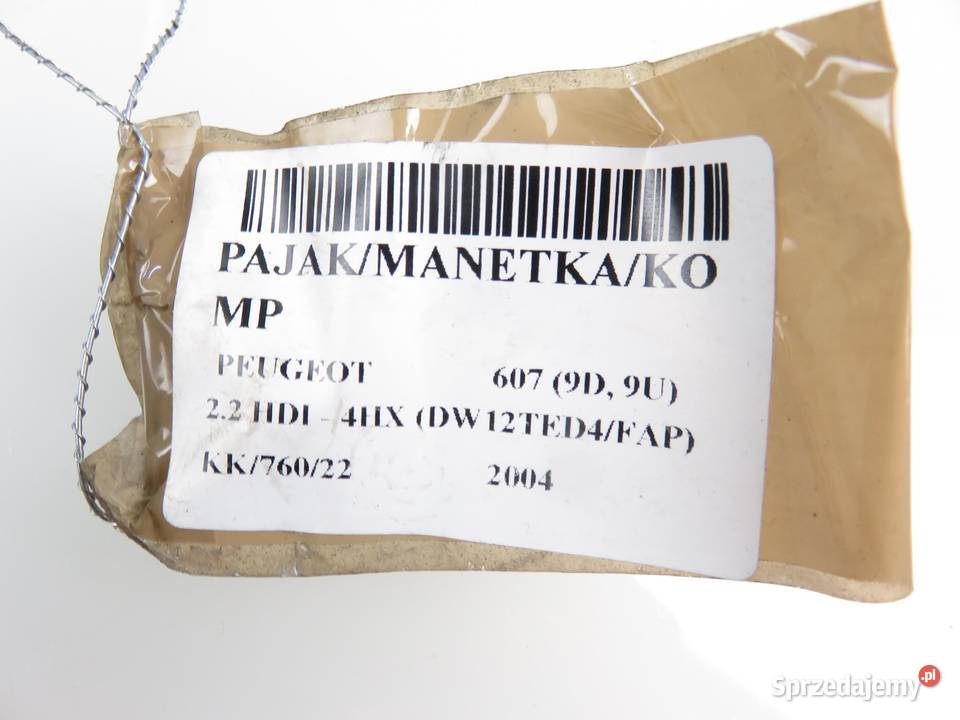 PAJAK/MANETKA/KO
MP
PEUGEOT 607 (9D, 9U)
2.2 HDI - 4HX (DW12TED4/FAP)
KK/760/22 2004
Sprzedajemy.pl